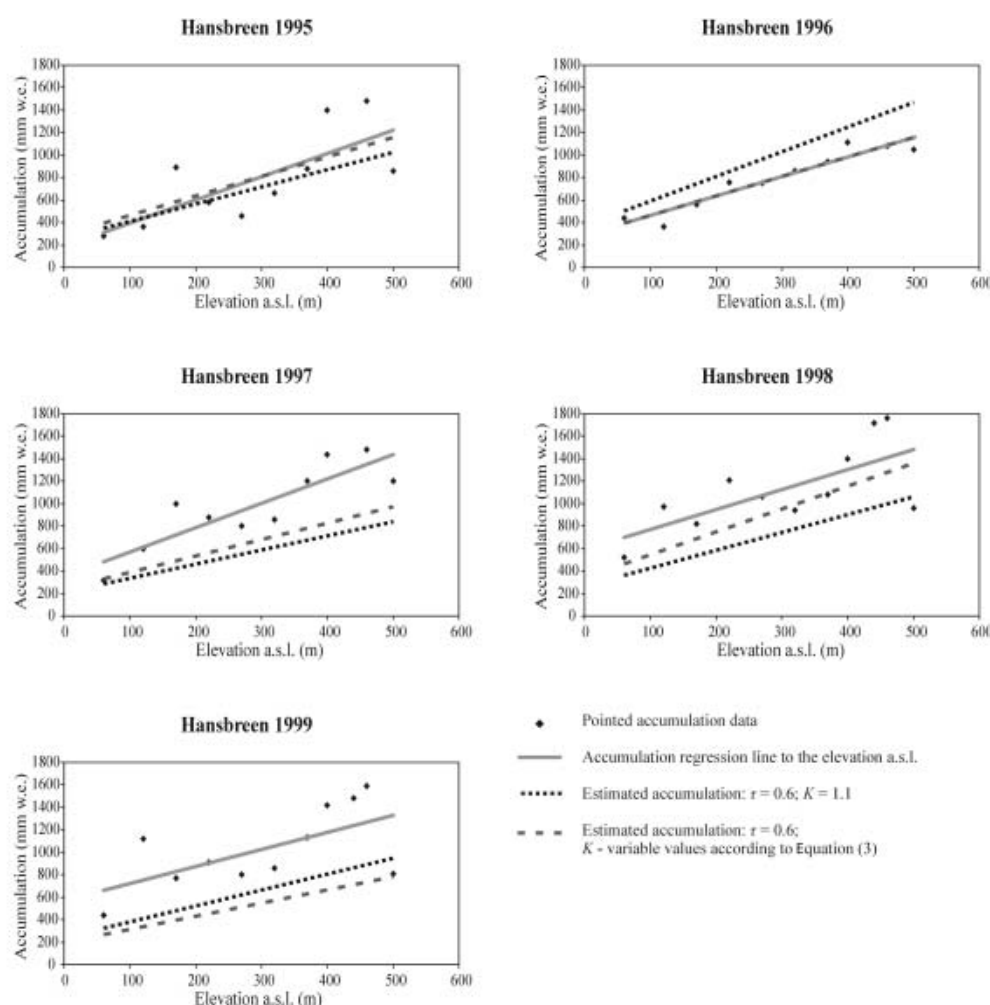 Hansbreen 1995
Accumulation (mm w.e.)
1800
1600
1400
1200
1000
800
600
400
200
0
0 100 200 300 400 500 600
Elevation a.s.l. (m)
Hansbreen 1996
Accumulation (mm w.e.)
1800
1600
1400
1200
1000
800
600
400
200
0
0 100 200 300 400 500 600
Elevation a.s.l. (m)
Hansbreen 1997
Accumulation (mm w.e.)
1800
1600
1400
1200
1000
800
600
400
200
0
0 100 200 300 400 500 600
Elevation a.s.l. (m)
Hansbreen 1998
Accumulation (mm w.e.)
1800
1600
1400
1200
1000
800
600
400
200
0
0 100 200 300 400 500 600
Elevation a.s.l. (m)
Hansbreen 1999
Accumulation (mm w.e.)
1800
1600
1400
1200
1000
800
600
400
200
0
0 100 200 300 400 500 600
Elevation a.s.l. (m)
Pointed accumulation data
Accumulation regression line to the elevation a.s.l.
Estimated accumulation: τ = 0.6; K = 1.1
Estimated accumulation: τ = 0.6;
K - variable values according to Equation (3)